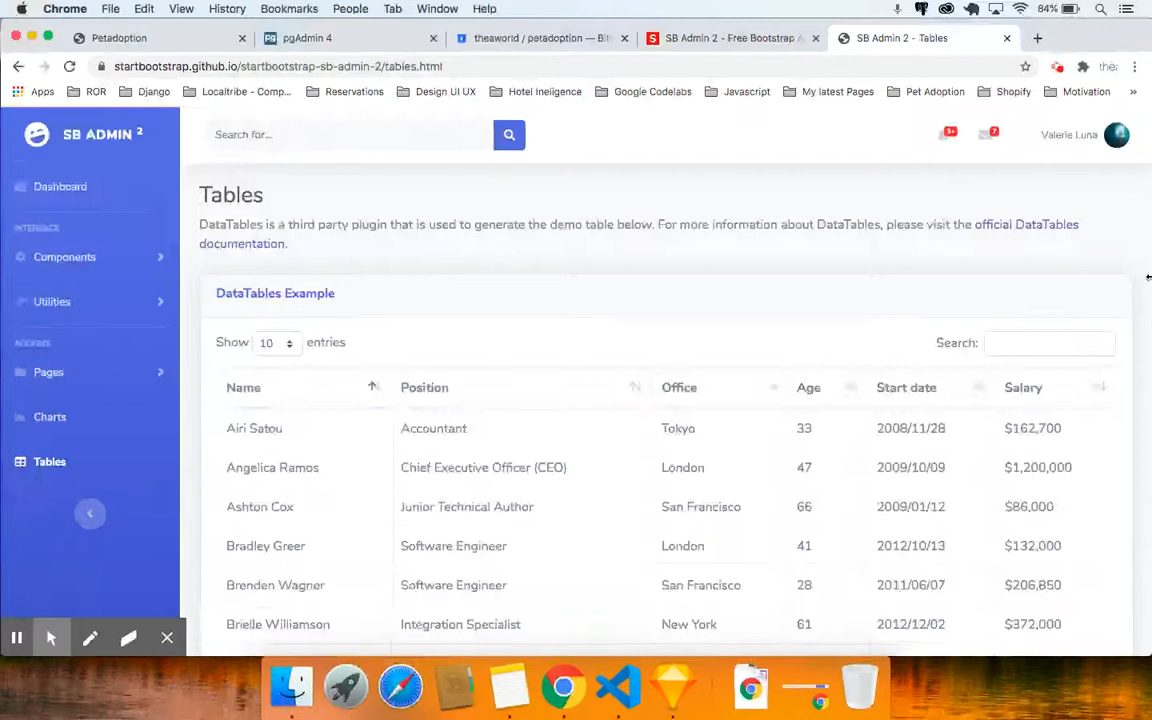 Chrome File Edit View History Bookmarks People Tab Window Help 84%
Petadoption pgAdmin 4 theaworld / petadoption — Bit SB Admin 2 - Free Bootstrap A SB Admin 2 - Tables
startbootstrap.github.io/startbootstrap-sb-admin-2/tables.html
Apps ROR Django Localtribe - Comp... Reservations Design UI UX Hotel Ineligence Google Codelabs Javascript My latest Pages Pet Adoption Shopify Motivation »
SB ADMIN 2 Search for... 3+ 7 Valerie Luna
Dashboard
INTERFACE
Components
Utilities
Pages
Charts
Tables
Tables
DataTables is a third party plugin that is used to generate the demo table below. For more information about DataTables, please visit the official DataTables
documentation.
DataTables Example
Show 10 entries Search:
Name Position Office Age Start date Salary
Airi Satou Accountant Tokyo 33 2008/11/28 $162,700
Angelica Ramos Chief Executive Officer (CEO) London 47 2009/10/09 $1,200,000
Ashton Cox Junior Technical Author San Francisco 66 2009/01/12 $86,000
Bradley Greer Software Engineer London 41 2012/10/13 $132,000
Brenden Wagner Software Engineer San Francisco 28 2011/06/07 $206,850
Brielle Williamson Integration Specialist New York 61 2012/12/02 $372,000